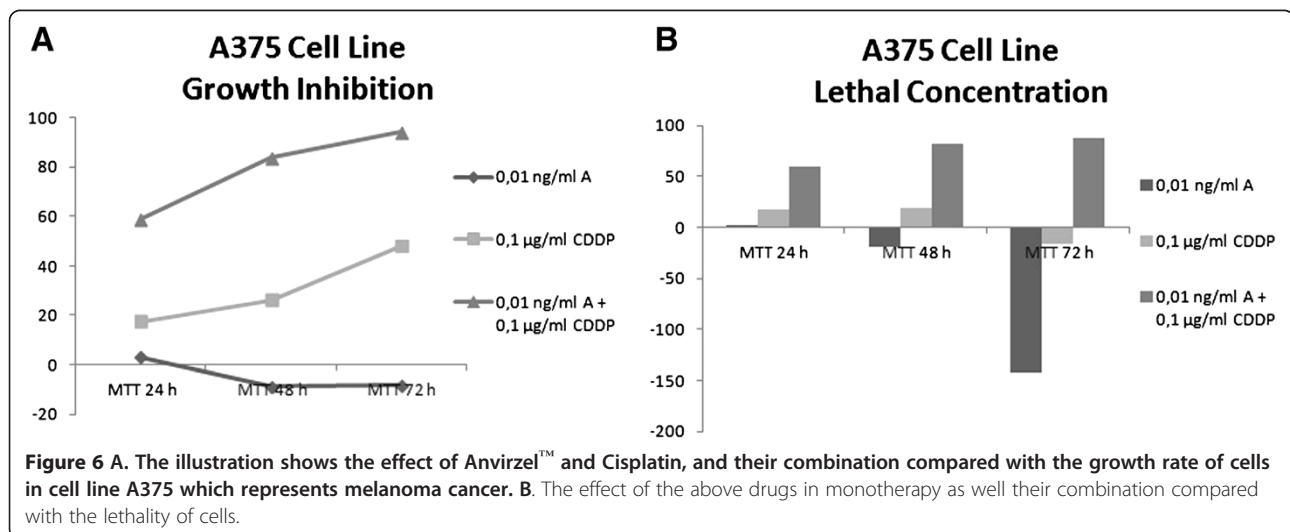 A
A375 Cell Line
Growth Inhibition
100
80
60
40
20
0
-20
MTT 24 h
MTT 48 h
MTT 72 h
0,01 ng/ml A
0,1 µg/ml CDDP
0,01 ng/ml A +
0,1 µg/ml CDDP
B
A375 Cell Line
Lethal Concentration
100
50
0
-50
-100
-150
-200
MTT 24 h
MTT 48 h
MTT 72 h
0,01 ng/ml A
0,1 µg/ml CDDP
0,01 ng/ml A +
0,1 µg/ml CDDP
Figure 6 A. The illustration shows the effect of Anvirzel™ and Cisplatin, and their combination compared with the growth rate of cells
in cell line A375 which represents melanoma cancer. B. The effect of the above drugs in monotherapy as well their combination compared
with the lethality of cells.